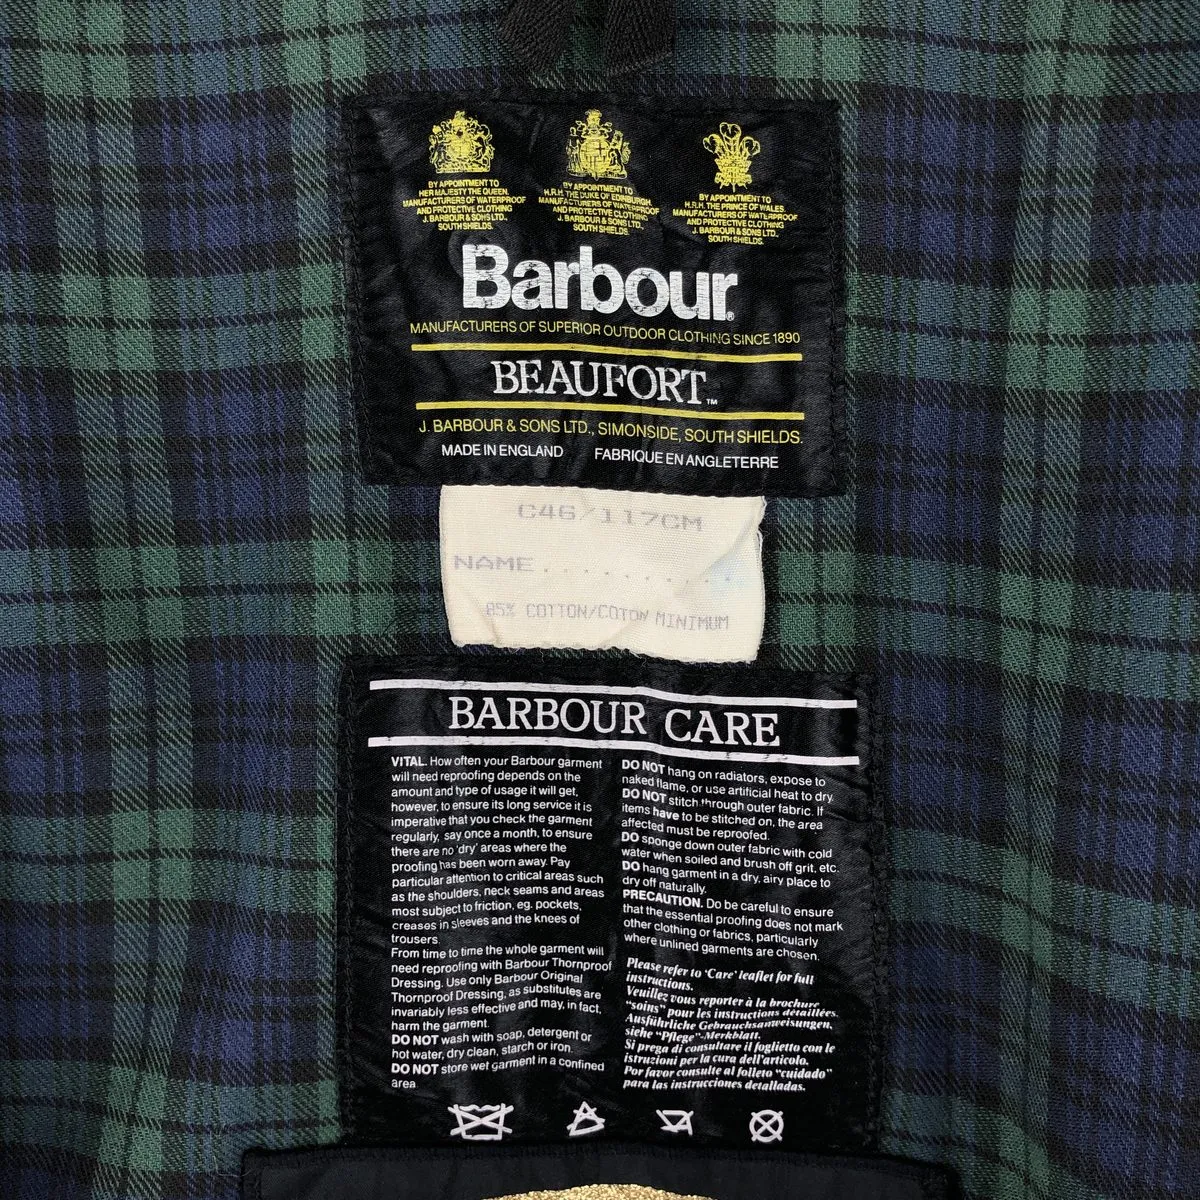 BY APPOINTMENT TO
HER MAJESTY THE QUEEN.
MANUFACTURERS OF WATERPROOF
AND PROTECTIVE CLOTHING
J. BARBOUR & SONS LTD.
SOUTH SHIELDS.
BY APPOINTMENT TO
H.R.H. THE DUKE OF EDINBURGH.
MANUFACTURERS OF WATERPROOF
AND PROTECTIVE CLOTHING
J. BARBOUR & SONS LTD.,
SOUTH SHIELDS.
BY APPOINTMENT TO
H.R.H. THE PRINCE OF WALES.
MANUFACTURERS OF WATERPROOF
AND PROTECTIVE CLOTHING
J. BARBOUR & SONS LTD.,
SOUTH SHIELDS.
Barbour®
MANUFACTURERS OF SUPERIOR OUTDOOR CLOTHING SINCE 1890
BEAUFORT™
J. BARBOUR & SONS LTD., SIMONSIDE, SOUTH SHIELDS.
MADE IN ENGLAND FABRIQUE EN ANGLETERRE
C46/117CM
NAME..........
85% COTTON/COTON MINIMUM
BARBOUR CARE
VITAL. How often your Barbour garment
will need reproofing depends on the
amount and type of usage it will get,
however, to ensure its long service it is
imperative that you check the garment
regularly, say once a month, to ensure
there are no 'dry' areas where the
proofing has been worn away. Pay
particular attention to critical areas such
as the shoulders, neck seams and areas
most subject to friction, eg. pockets,
creases in sleeves and the knees of
trousers.
From time to time the whole garment will
need reproofing with Barbour Thornproof
Dressing. Use only Barbour Original
Thornproof Dressing, as substitutes are
invariably less effective and may, in fact,
harm the garment.
DO NOT wash with soap, detergent or
hot water, dry clean, starch or iron.
DO NOT store wet garment in a confined
area.
DO NOT hang on radiators, expose to
naked flame, or use artificial heat to dry.
DO NOT stitch through outer fabric. If
items have to be stitched on, the area
affected must be reproofed.
DO sponge down outer fabric with cold
water when soiled and brush off grit, etc.
DO hang garment in a dry, airy place to
dry off naturally.
PRECAUTION. Do be careful to ensure
that the essential proofing does not mark
other clothing or fabrics, particularly
where unlined garments are chosen.
Please refer to 'Care' leaflet for full
instructions.
Veuillez vous reporter à la brochure
"soins" pour les instructions détaillées.
Ausführliche Gebrauchsanweisungen,
siehe "Pflege"-Merkblatt.
Si prega di consultare il foglietto con le
istruzioni per la cura dell'articolo.
Por favor consulte al folleto "cuidado"
para las instrucciones detalladas.